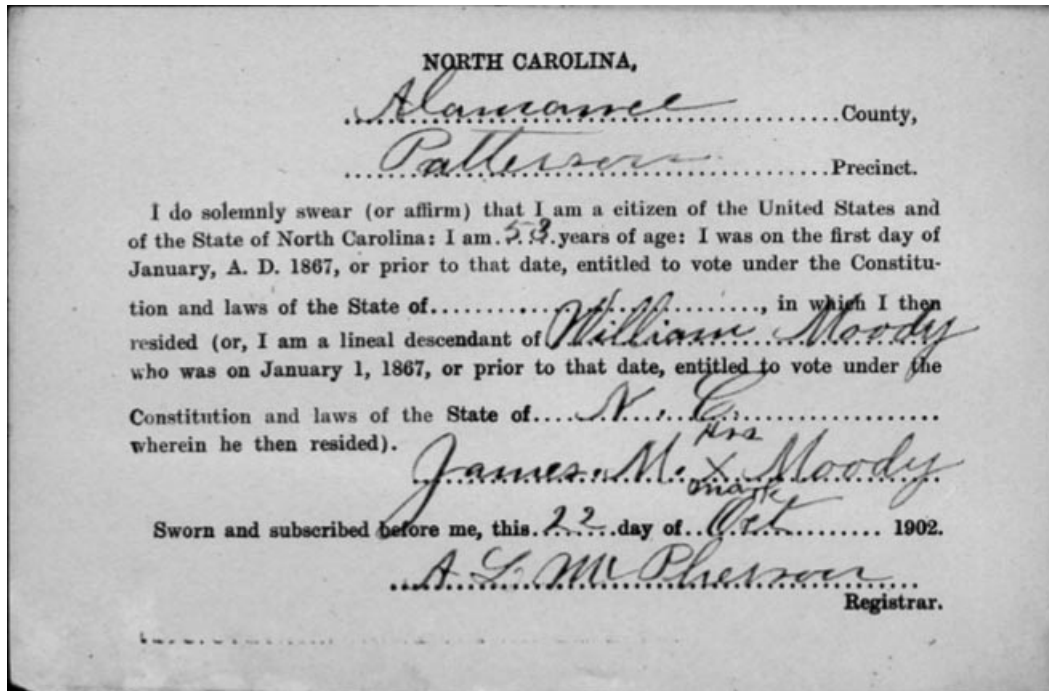 NORTH CAROLINA,
Alamance County,
Patterson Precinct.
I do solemnly swear (or affirm) that I am a citizen of the United States and
of the State of North Carolina: I am 53 years of age: I was on the first day of
January, A. D. 1867, or prior to that date, entitled to vote under the Constitu-
tion and laws of the State of...................................., in which I then
resided (or, I am a lineal descendant of William Moody
who was on January 1, 1867, or prior to that date, entitled to vote under the
Constitution and laws of the State of N. C.
wherein he then resided).
His
James. M. X Moody
mark
Sworn and subscribed before me, this 22 day of Oct 1902.
A L McPherson
Registrar.